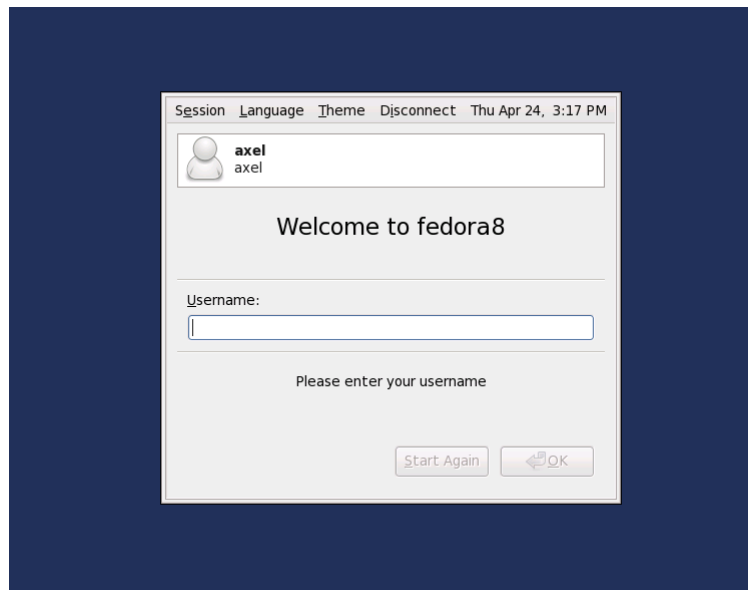 Session Language Theme Disconnect Thu Apr 24, 3:17 PM
axel
axel
Welcome to fedora8
Username:
Please enter your username
Start Again OK